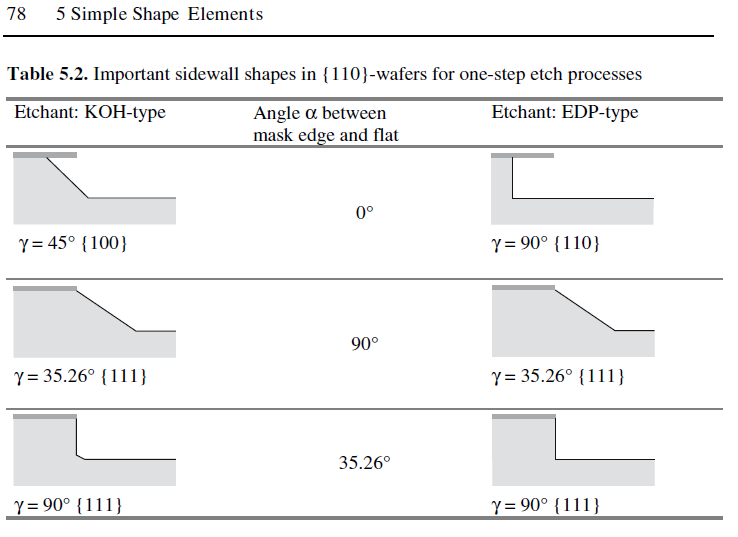 78 5 Simple Shape Elements
Table 5.2. Important sidewall shapes in {110}-wafers for one-step etch processes
Etchant: KOH-type
Angle α between
mask edge and flat
Etchant: EDP-type
0°
γ = 45° {100}
γ = 90° {110}
90°
γ = 35.26° {111}
γ = 35.26° {111}
35.26°
γ = 90° {111}
γ = 90° {111}